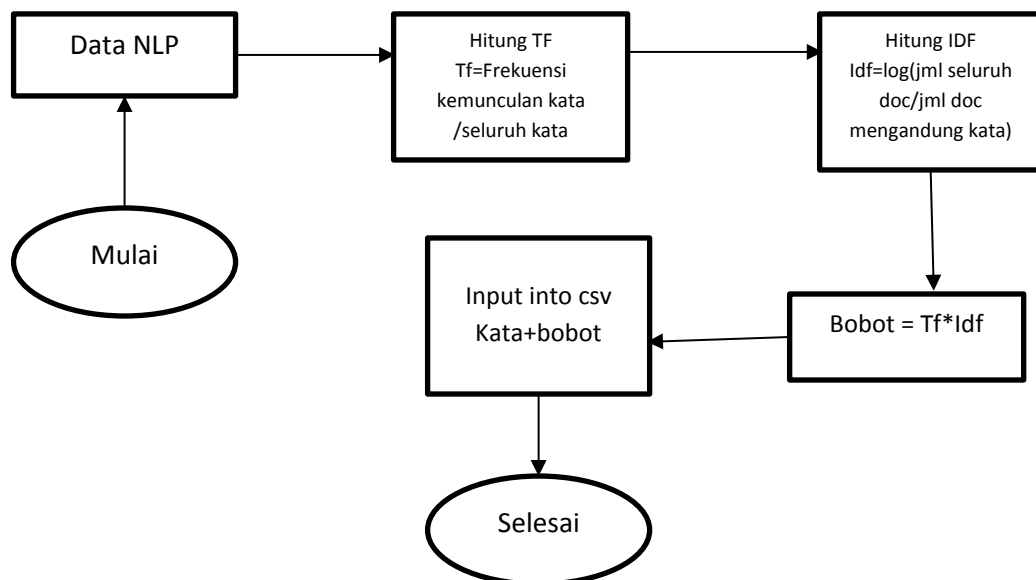 Data NLP
Hitung TF
Tf=Frekuensi
kemunculan kata
/seluruh kata
Hitung IDF
Idf=log(jml seluruh
doc/jml doc
mengandung kata)
Mulai
Input into csv
Kata+bobot
Bobot = Tf*Idf
Selesai